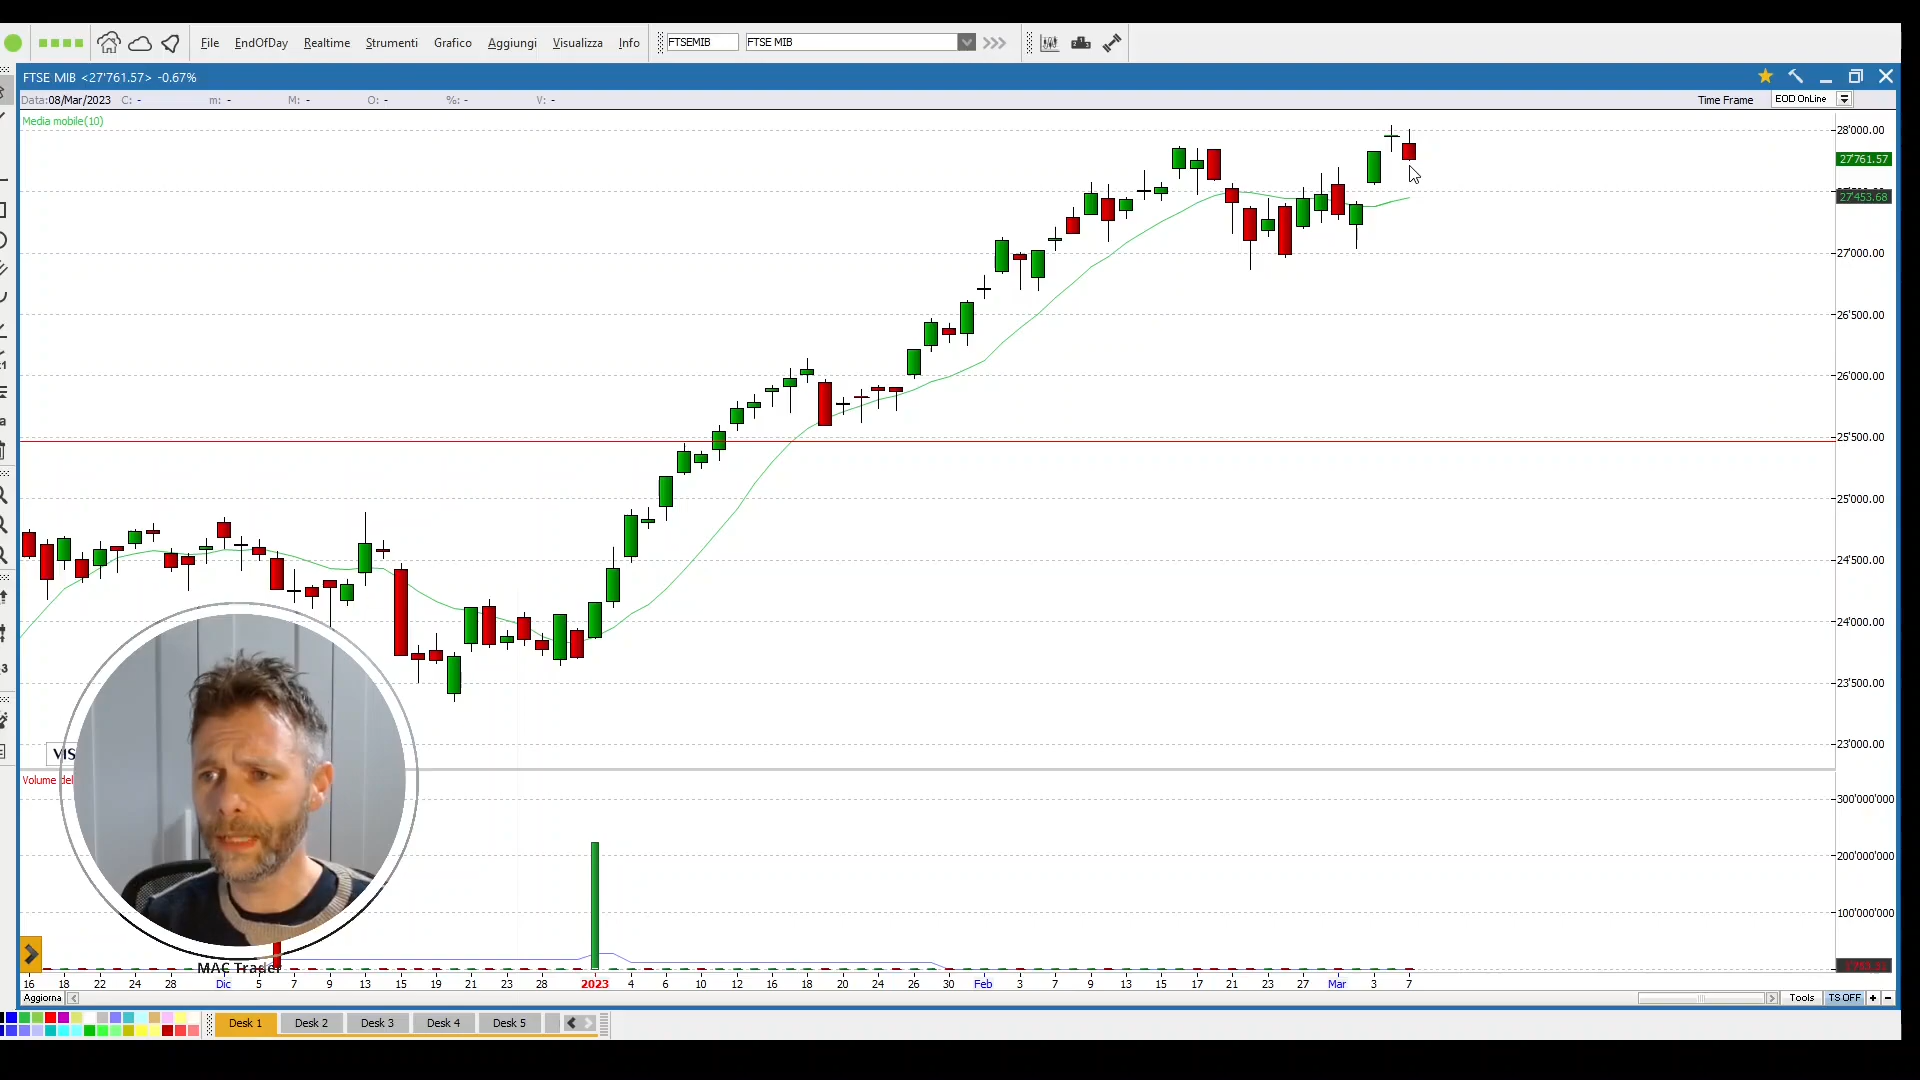 File EndOfDay Realtime Strumenti Grafico Aggiungi Visualizza Info FTSEMIB FTSE MIB
FTSE MIB <27'761.57> -0.67%
Data:08/Mar/2023 C: - m: - M: - O: - %: - V: - Time Frame EOD OnLine
Media mobile(10)
28'000.00
27'761.57
27'453.68
27'000.00
26'500.00
26'000.00
25'500.00
25'000.00
24'500.00
24'000.00
23'500.00
23'000.00
VIS
Volume del
300'000'000
200'000'000
100'000'000
MAC Trader
16 18 22 24 28 Dic 5 7 9 13 15 19 21 23 28 2023 4 6 10 12 16 18 20 24 26 30 Feb 3 7 9 13 15 17 21 23 27 Mar 3 7
Aggiorna Tools TS OFF + -
Desk 1 Desk 2 Desk 3 Desk 4 Desk 5